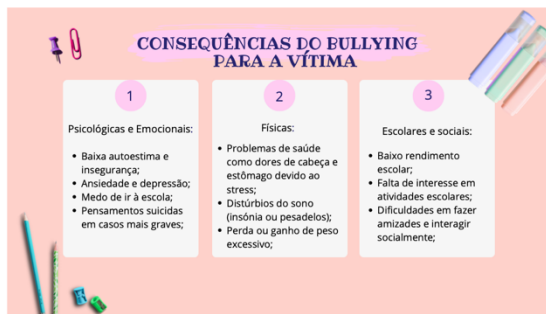 CONSEQUÊNCIAS DO BULLYING
PARA A VÍTIMA
1
Psicológicas e Emocionais:
• Baixa autoestima e
insegurança;
• Ansiedade e depressão;
• Medo de ir à escola;
• Pensamentos suicidas
em casos mais graves;
2
Físicas:
• Problemas de saúde
como dores de cabeça e
estômago devido ao
stress;
• Distúrbios do sono
(insónia ou pesadelos);
• Perda ou ganho de peso
excessivo;
3
Escolares e sociais:
• Baixo rendimento
escolar;
• Falta de interesse em
atividades escolares;
• Dificuldades em fazer
amizades e interagir
socialmente;